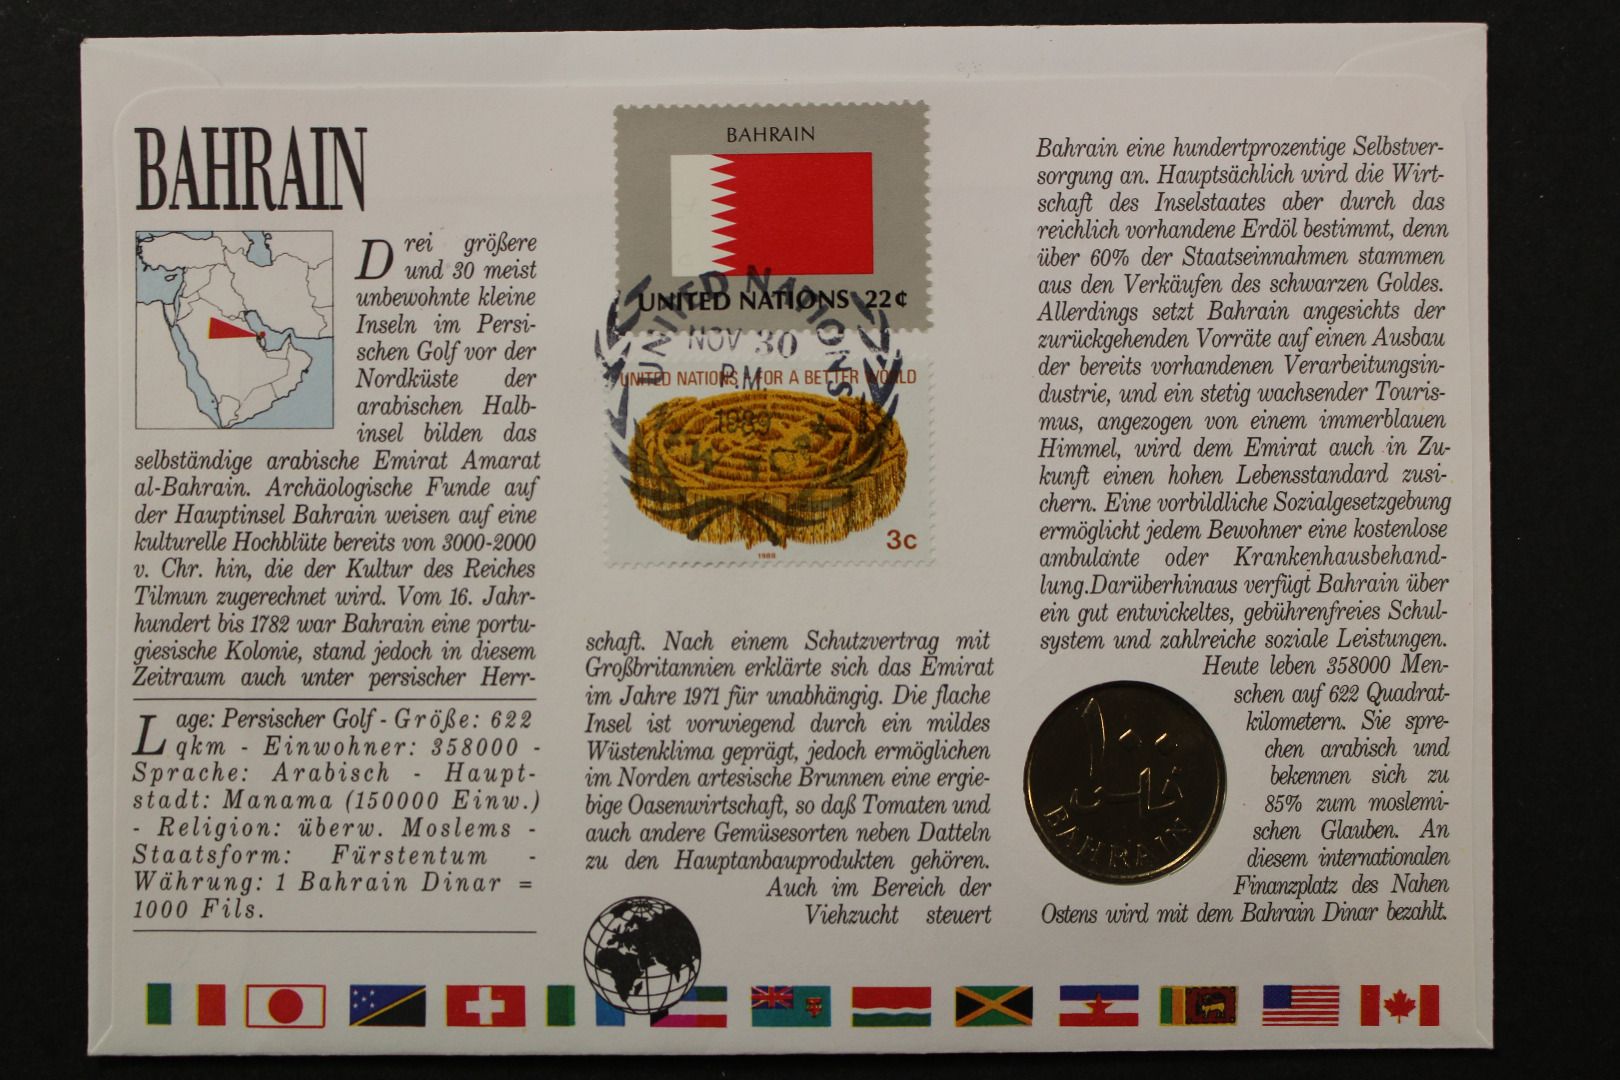 BAHRAIN
Drei größere
und 30 meist
unbewohnte kleine
Inseln im Persi-
schen Golf vor der
Nordküste der
arabischen Halb-
insel bilden das
selbständige arabische Emirat Amarat
al-Bahrain. Archäologische Funde auf
der Hauptinsel Bahrain weisen auf eine
kulturelle Hochblüte bereits von 3000-2000
v. Chr. hin, die der Kultur des Reiches
Tilmun zugerechnet wird. Vom 16. Jahr-
hundert bis 1782 war Bahrain eine portu-
giesische Kolonie, stand jedoch in diesem
Zeitraum auch unter persischer Herr-
Lage: Persischer Golf - Größe: 622
qkm - Einwohner: 358000 -
Sprache: Arabisch - Haupt-
stadt: Manama (150000 Einw.)
- Religion: überw. Moslems -
Staatsform: Fürstentum -
Währung: 1 Bahrain Dinar =
1000 Fils.
BAHRAIN
UNITED NATIONS 22¢
UNITED NATIONS
NOV 30
P.M.
1989
NEW YORK
UNITED NATIONS - FOR A BETTER WORLD
3c
1988
schaft. Nach einem Schutzvertrag mit
Großbritannien erklärte sich das Emirat
im Jahre 1971 für unabhängig. Die flache
Insel ist vorwiegend durch ein mildes
Wüstenklima geprägt, jedoch ermöglichen
im Norden artesische Brunnen eine ergie-
bige Oasenwirtschaft, so daß Tomaten und
auch andere Gemüsesorten neben Datteln
zu den Hauptanbauprodukten gehören.
Auch im Bereich der
Viehzucht steuert
Bahrain eine hundertprozentige Selbstver-
sorgung an. Hauptsächlich wird die Wirt-
schaft des Inselstaates aber durch das
reichlich vorhandene Erdöl bestimmt, denn
über 60% der Staatseinnahmen stammen
aus den Verkäufen des schwarzen Goldes.
Allerdings setzt Bahrain angesichts der
zurückgehenden Vorräte auf einen Ausbau
der bereits vorhandenen Verarbeitungsin-
dustrie, und ein stetig wachsender Touris-
mus, angezogen von einem immerblauen
Himmel, wird dem Emirat auch in Zu-
kunft einen hohen Lebensstandard zusi-
chern. Eine vorbildliche Sozialgesetzgebung
ermöglicht jedem Bewohner eine kostenlose
ambulante oder Krankenhausbehand-
lung.Darüberhinaus verfügt Bahrain über
ein gut entwickeltes, gebührenfreies Schul-
system und zahlreiche soziale Leistungen.
Heute leben 358000 Men-
schen auf 622 Quadrat-
kilometern. Sie spre-
chen arabisch und
bekennen sich zu
85% zum moslemi-
schen Glauben. An
diesem internationalen
Finanzplatz des Nahen
Ostens wird mit dem Bahrain Dinar bezahlt.
١٠٠
فلس
BAHRAIN